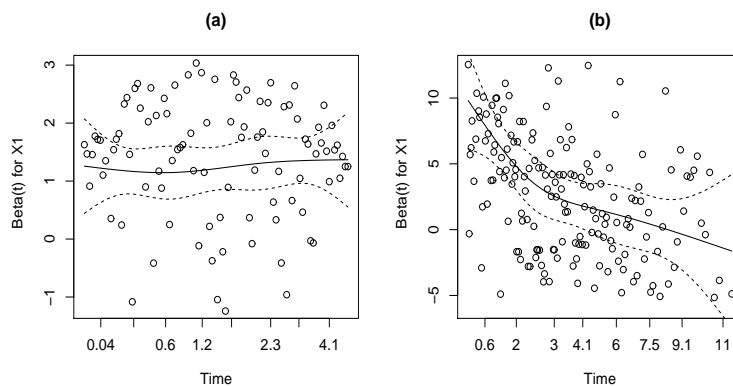 (a)
Beta(t) for X1
3
2
1
0
-1
0.04 0.6 1.2 2.3 4.1
Time
(b)
Beta(t) for X1
10
5
0
-5
0.6 2 3 4.1 6 7.5 9.1 11
Time